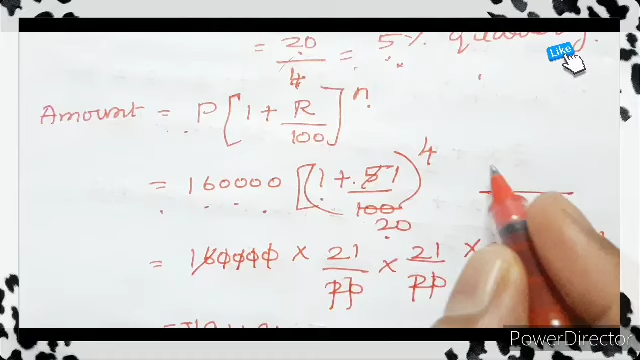 = 20/4 = 5% quarterly.
Like
Amount = P[1 + R/100]^n
= 160000 [(1 + 5 1/100 20)^4
= 160000 × 21/20 × 21/20 ×
PowerDirector